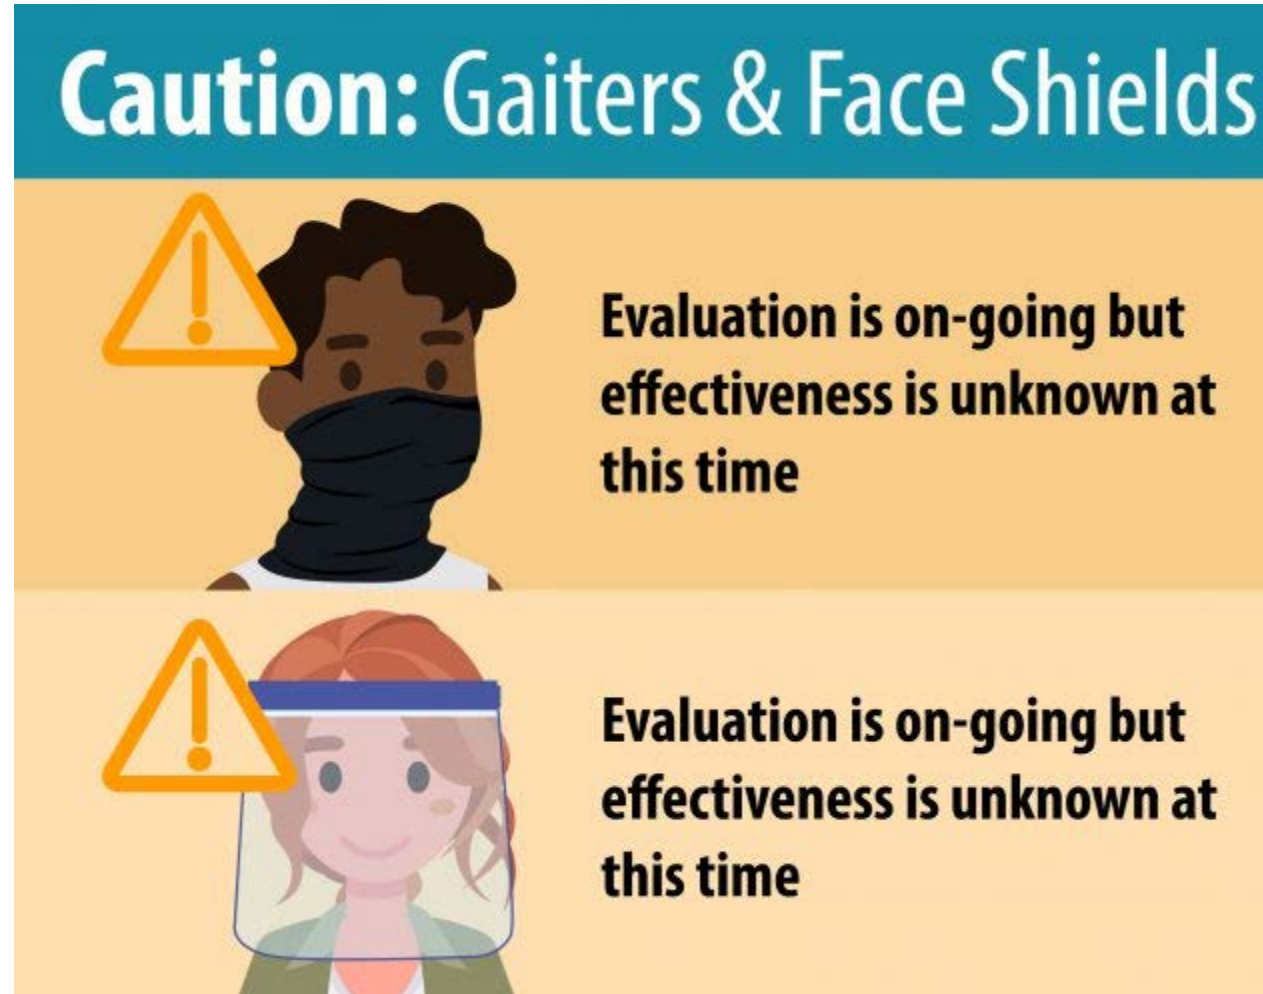 Caution: Gaiters & Face Shields
Evaluation is on-going but
effectiveness is unknown at
this time
Evaluation is on-going but
effectiveness is unknown at
this time